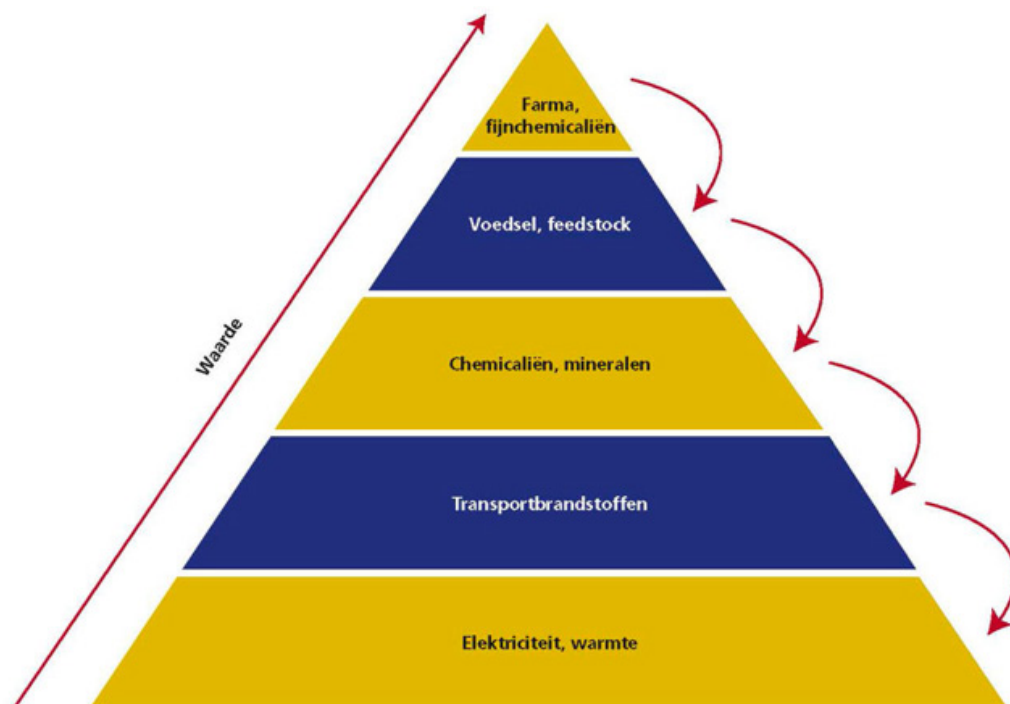 Farma,
fijnchemicaliën
Voedsel, feedstock
Waarde
Chemicaliën, mineralen
Transportbrandstoffen
Elektriciteit, warmte